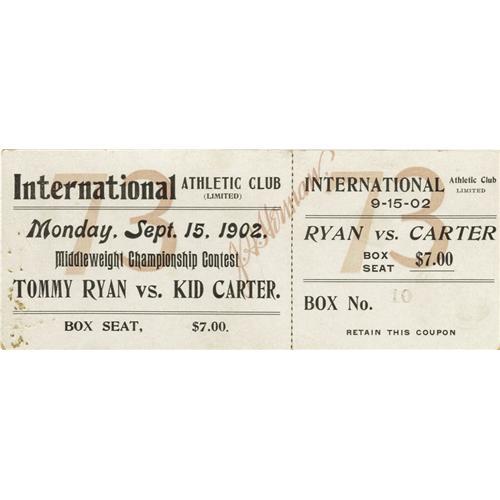 73
International ATHLETIC CLUB
(LIMITED)
Monday, Sept. 15, 1902.
Middleweight Championship Contest
TOMMY RYAN vs. KID CARTER.
BOX SEAT, $7.00.
73
INTERNATIONAL Athletic Club
LIMITED
9-15-02
RYAN vs. CARTER
BOX SEAT $7.00
BOX No. 10
RETAIN THIS COUPON